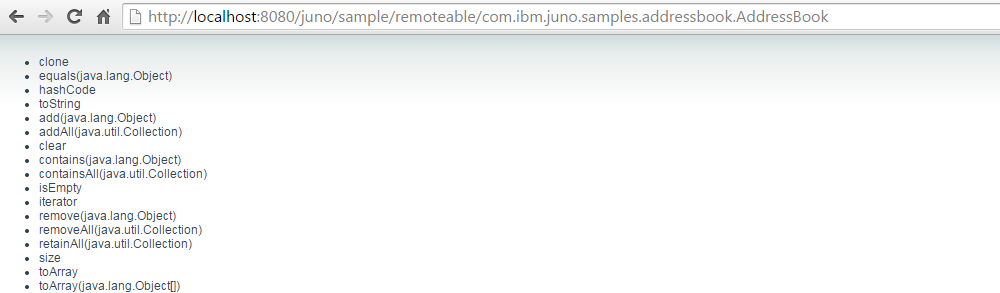 http://localhost:8080/juno/sample/remoteable/com.ibm.juno.samples.addressbook.AddressBook
clone
equals(java.lang.Object)
hashCode
toString
add(java.lang.Object)
addAll(java.util.Collection)
clear
contains(java.lang.Object)
containsAll(java.util.Collection)
isEmpty
iterator
remove(java.lang.Object)
removeAll(java.util.Collection)
retainAll(java.util.Collection)
size
toArray
toArray(java.lang.Object[])